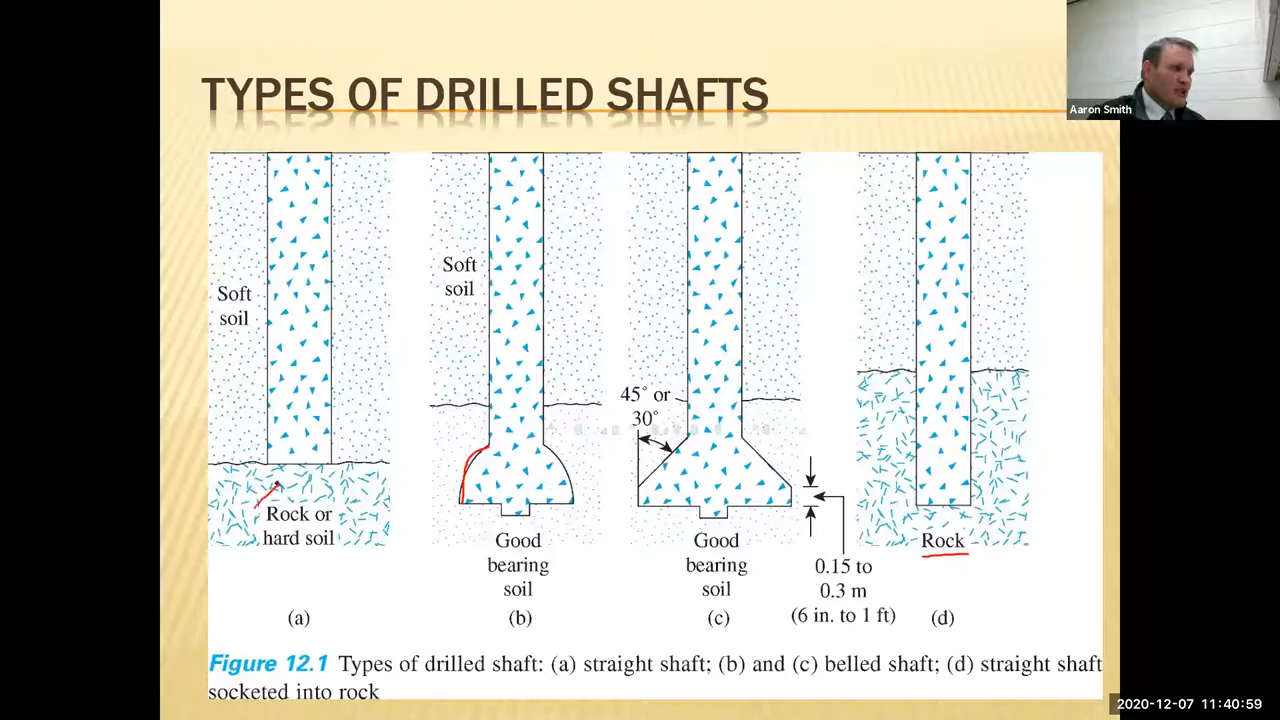 TYPES OF DRILLED SHAFTS
Aaron Smith
Soft
soil
Rock or
hard soil
(a)
Soft
soil
Good
bearing
soil
(b)
45° or
30°
Good
bearing
soil
(c)
0.15 to
0.3 m
(6 in. to 1 ft)
Rock
(d)
Figure 12.1 Types of drilled shaft: (a) straight shaft; (b) and (c) belled shaft; (d) straight shaft
socketed into rock
2020-12-07 11:40:59